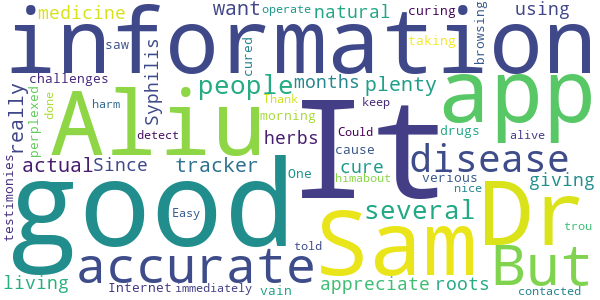 medicine want natural curing using
information
saw operate taking browsing
challenges cured Syphilis people months plenty app
really perplexed done harm Aliu Thank morning It keep
detect herbs Could drugs alive
actual Since tracker cause cure disease
testimonies good One himabout verious nice giving
Easy Sam several Dr
told But trou
living accurate appreciate roots
Internet immediately vain contacted